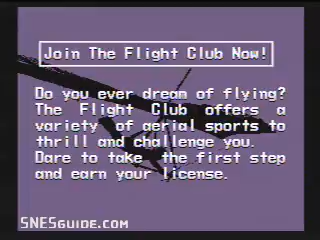 Join The Flight Club Now!
Do you ever dream of flying?
The Flight Club offers a
variety of aerial sports to
thrill and challenge you.
Dare to take the first step
and earn your license.
SNESGUIDE.COM